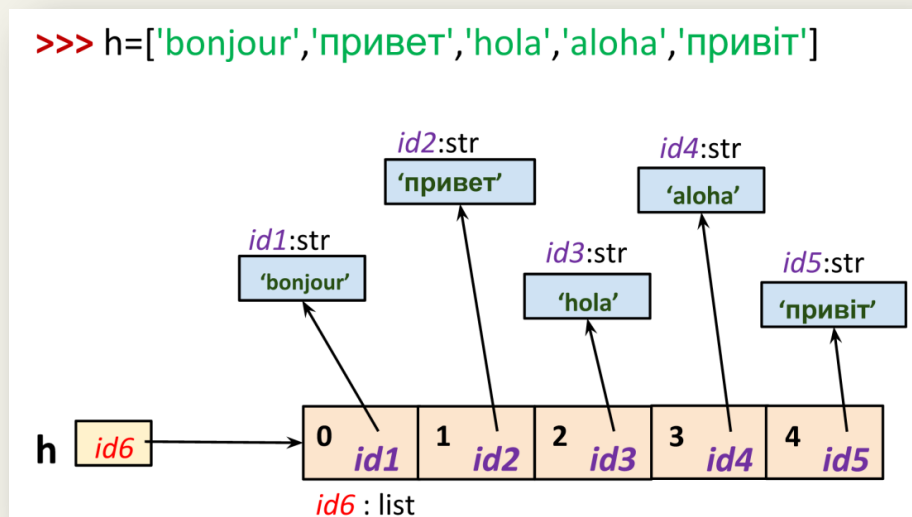 >>> h=['bonjour','привет','hola','aloha','привіт']
id2:str
id4:str
‘привет’
‘aloha’
id1:str
id3:str
id5:str
‘bonjour’
‘hola’
‘привіт’
h id6
0 id1 1 id2 2 id3 3 id4 4 id5
id6 : list